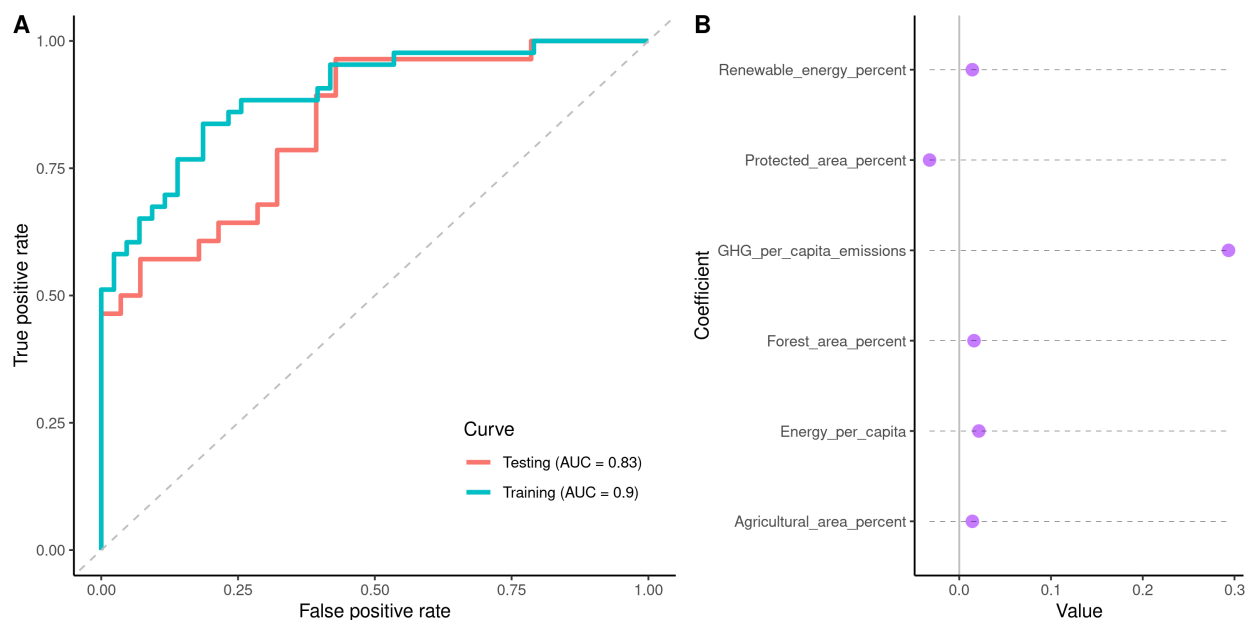 A
1.00
0.75
0.50
0.25
0.00
True positive rate
0.00 0.25 0.50 0.75 1.00
False positive rate
Curve
Testing (AUC = 0.83)
Training (AUC = 0.9)
B
Coefficient
Renewable_energy_percent
Protected_area_percent
GHG_per_capita_emissions
Forest_area_percent
Energy_per_capita
Agricultural_area_percent
0.0 0.1 0.2 0.3
Value